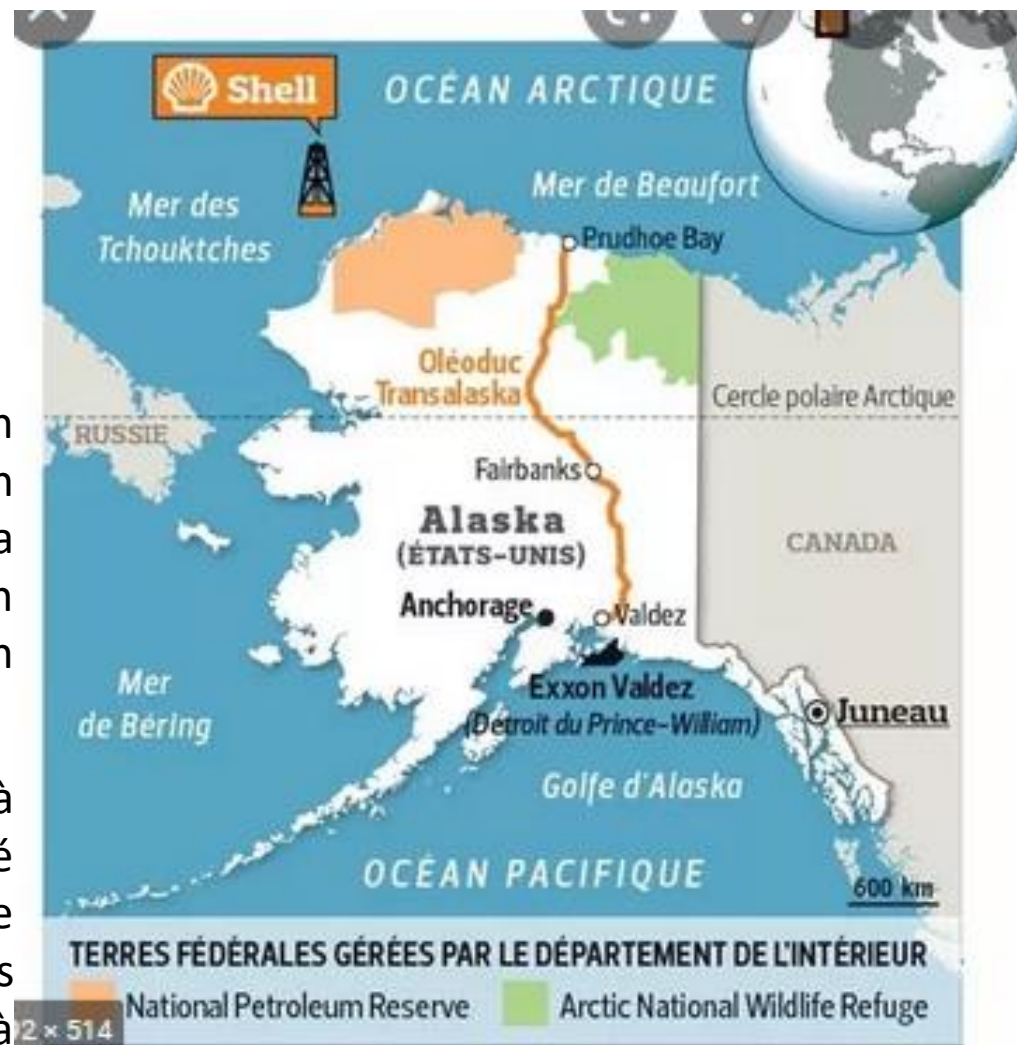 Shell
OCÉAN ARCTIQUE
Mer de Beaufort
Mer des
Tchouktches
Prudhoe Bay
Oléoduc
Transalaska
Cercle polaire Arctique
RUSSIE
Fairbanks
Alaska
(ÉTATS-UNIS)
CANADA
Anchorage
Valdez
Exxon Valdez
(Détroit du Prince-William)
Juneau
Mer
de Béring
Golfe d'Alaska
OCÉAN PACIFIQUE
600 km
TERRES FÉDÉRALES GÉRÉES PAR LE DÉPARTEMENT DE L'INTÉRIEUR
National Petroleum Reserve
Arctic National Wildlife Refuge
2 × 514
à
é
e
s
à